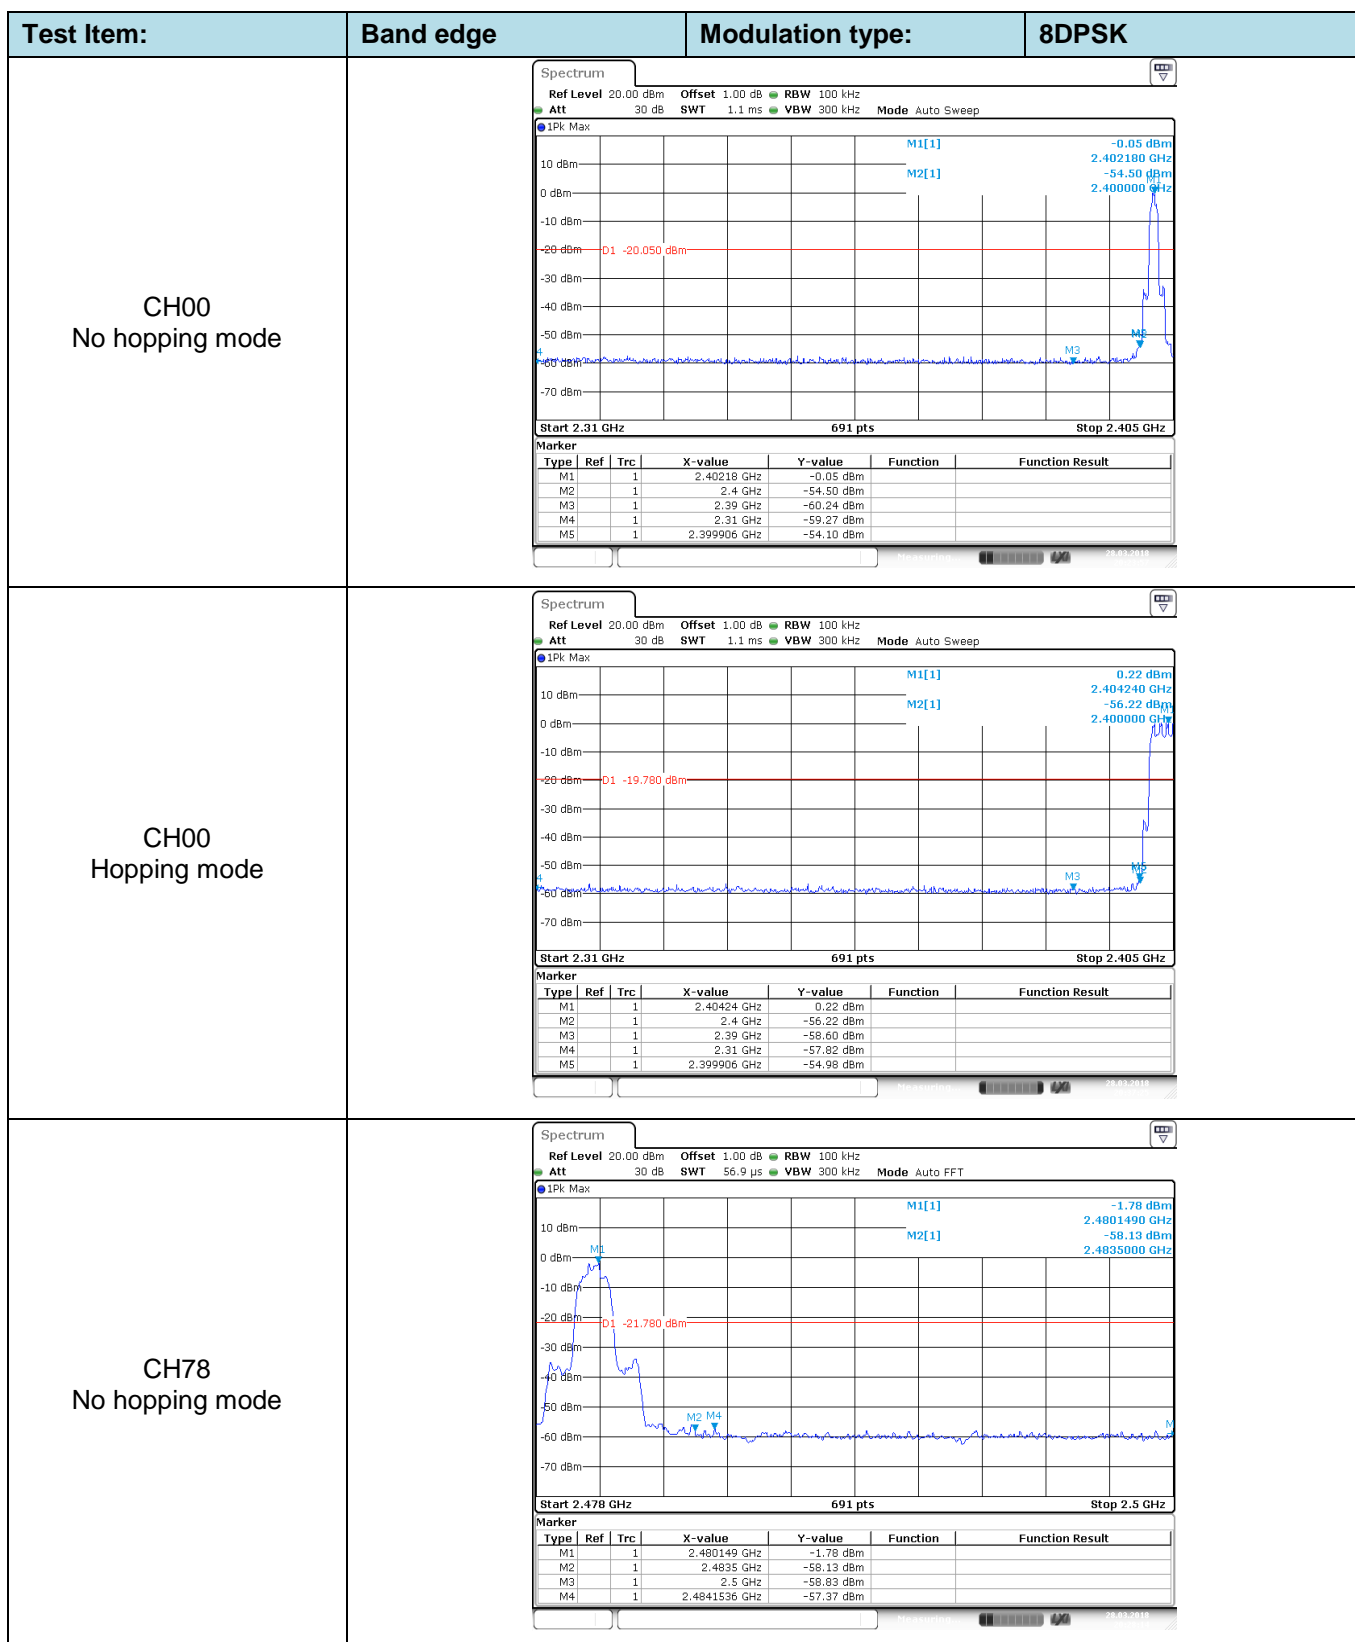 Test Item: Band edge Modulation type: 8DPSK
CH00
No hopping mode
Spectrum
Ref Level 20.00 dBm Offset 1.00 dB RBW 100 kHz
Att 30 dB SWT 1.1 ms VBW 300 kHz Mode Auto Sweep
1Pk Max
M1[1] -0.05 dBm
2.402180 GHz
M2[1] -54.50 dBm
2.400000 GHz
M1
10 dBm
0 dBm
-10 dBm
-20 dBm
D1 -20.050 dBm
-30 dBm
-40 dBm
-50 dBm
M3
4
-60 dBm
-70 dBm
Start 2.31 GHz 691 pts Stop 2.405 GHz
Marker
Type Ref Trc X-value Y-value Function Function Result
M1 1 2.40218 GHz -0.05 dBm
M2 1 2.4 GHz -54.50 dBm
M3 1 2.39 GHz -60.24 dBm
M4 1 2.31 GHz -59.27 dBm
M5 1 2.399906 GHz -54.10 dBm
Measuring... 28.03.2018
CH00
Hopping mode
Spectrum
Ref Level 20.00 dBm Offset 1.00 dB RBW 100 kHz
Att 30 dB SWT 1.1 ms VBW 300 kHz Mode Auto Sweep
1Pk Max
M1[1] 0.22 dBm
2.404240 GHz
M2[1] -56.22 dBm
2.400000 GHz
10 dBm
0 dBm
-10 dBm
-20 dBm
D1 -19.780 dBm
-30 dBm
-40 dBm
-50 dBm
M3
4
-60 dBm
-70 dBm
Start 2.31 GHz 691 pts Stop 2.405 GHz
Marker
Type Ref Trc X-value Y-value Function Function Result
M1 1 2.40424 GHz 0.22 dBm
M2 1 2.4 GHz -56.22 dBm
M3 1 2.39 GHz -58.60 dBm
M4 1 2.31 GHz -57.82 dBm
M5 1 2.399906 GHz -54.98 dBm
Measuring... 28.03.2018
CH78
No hopping mode
Spectrum
Ref Level 20.00 dBm Offset 1.00 dB RBW 100 kHz
Att 30 dB SWT 56.9 µs VBW 300 kHz Mode Auto FFT
1Pk Max
M1[1] -1.78 dBm
2.4801490 GHz
M2[1] -58.13 dBm
2.4835000 GHz
10 dBm
M1
0 dBm
-10 dBm
-20 dBm
D1 -21.780 dBm
-30 dBm
-40 dBm
-50 dBm
M2 M4
-60 dBm
-70 dBm
Start 2.478 GHz 691 pts Stop 2.5 GHz
Marker
Type Ref Trc X-value Y-value Function Function Result
M1 1 2.480149 GHz -1.78 dBm
M2 1 2.4835 GHz -58.13 dBm
M3 1 2.5 GHz -58.83 dBm
M4 1 2.4841536 GHz -57.37 dBm
Measuring... 28.03.2018